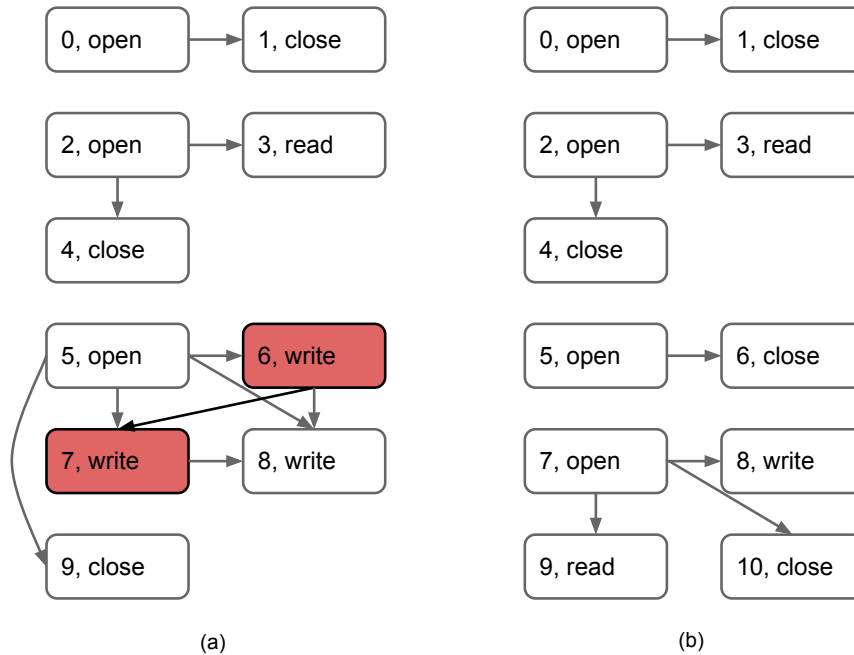 0, open
1, close
2, open
3, read
4, close
5, open
6, write
7, write
8, write
9, close
(a)
0, open
1, close
2, open
3, read
4, close
5, open
6, close
7, open
8, write
9, read
10, close
(b)